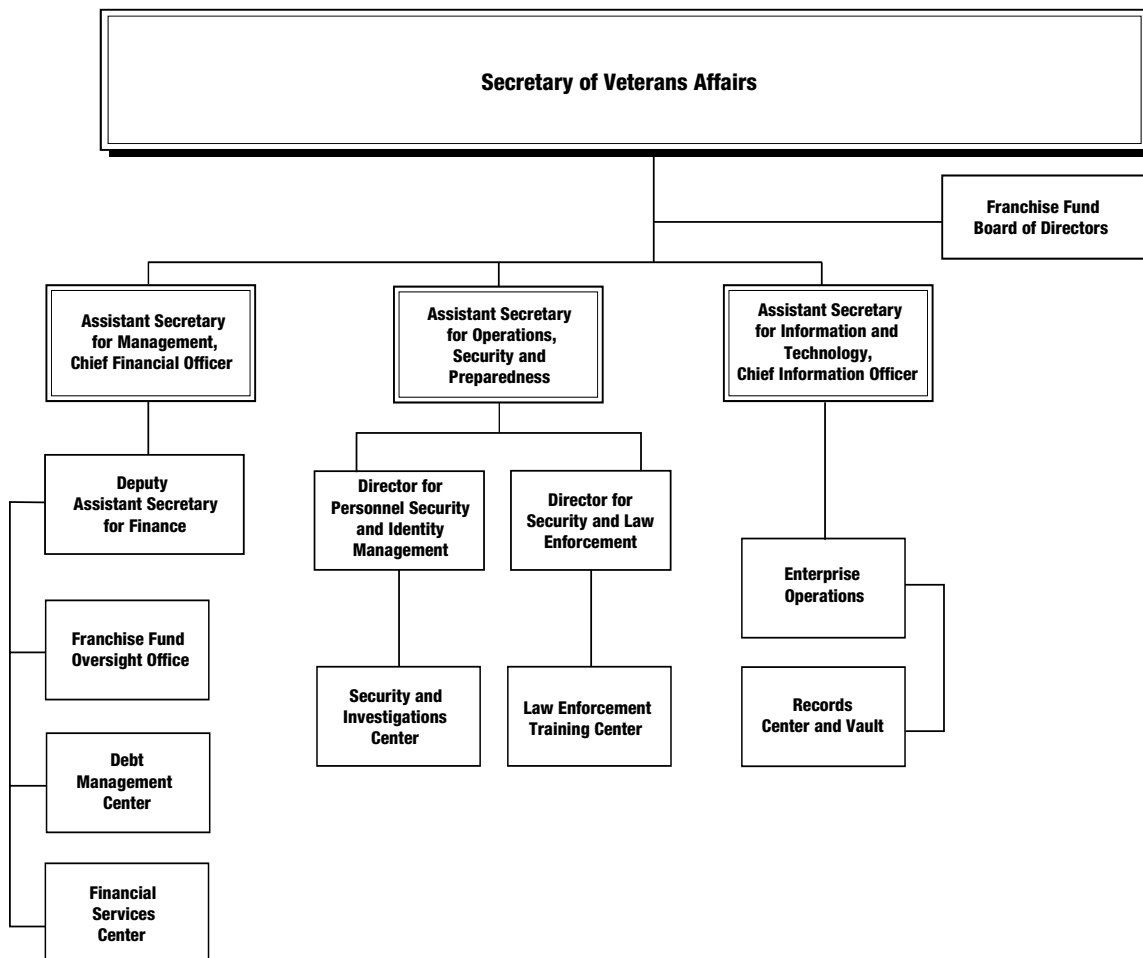 Secretary of Veterans Affairs
Franchise Fund
Board of Directors
Assistant Secretary
for Management,
Chief Financial Officer
Assistant Secretary
for Operations,
Security and
Preparedness
Assistant Secretary
for Information and
Technology,
Chief Information Officer
Deputy
Assistant Secretary
for Finance
Director for
Personnel Security
and Identity
Management
Director for
Security and Law
Enforcement
Enterprise
Operations
Franchise Fund
Oversight Office
Security and
Investigations
Center
Law Enforcement
Training Center
Records
Center and Vault
Debt
Management
Center
Financial
Services
Center